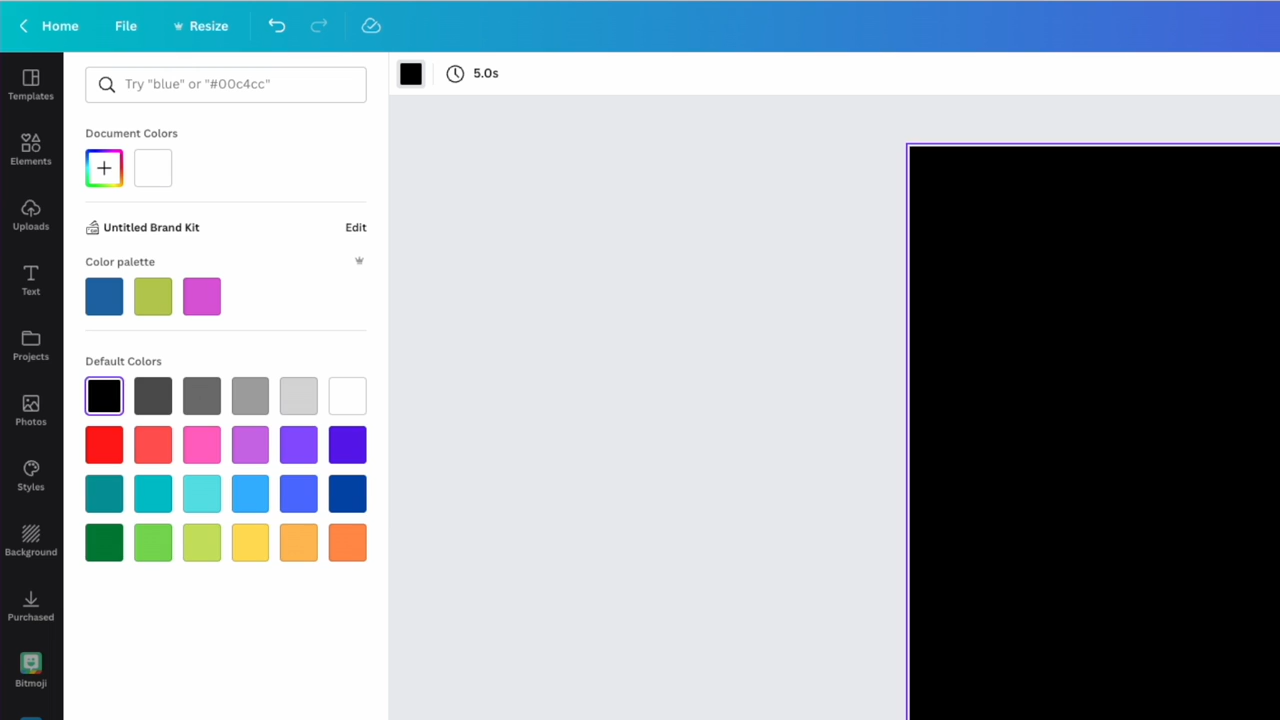 Home File Resize
Templates
Elements
Uploads
Text
Projects
Photos
Styles
Background
Purchased
Bitmoji
Try "blue" or "#00c4cc"
Document Colors
Untitled Brand Kit Edit
Color palette
Default Colors
5.0s